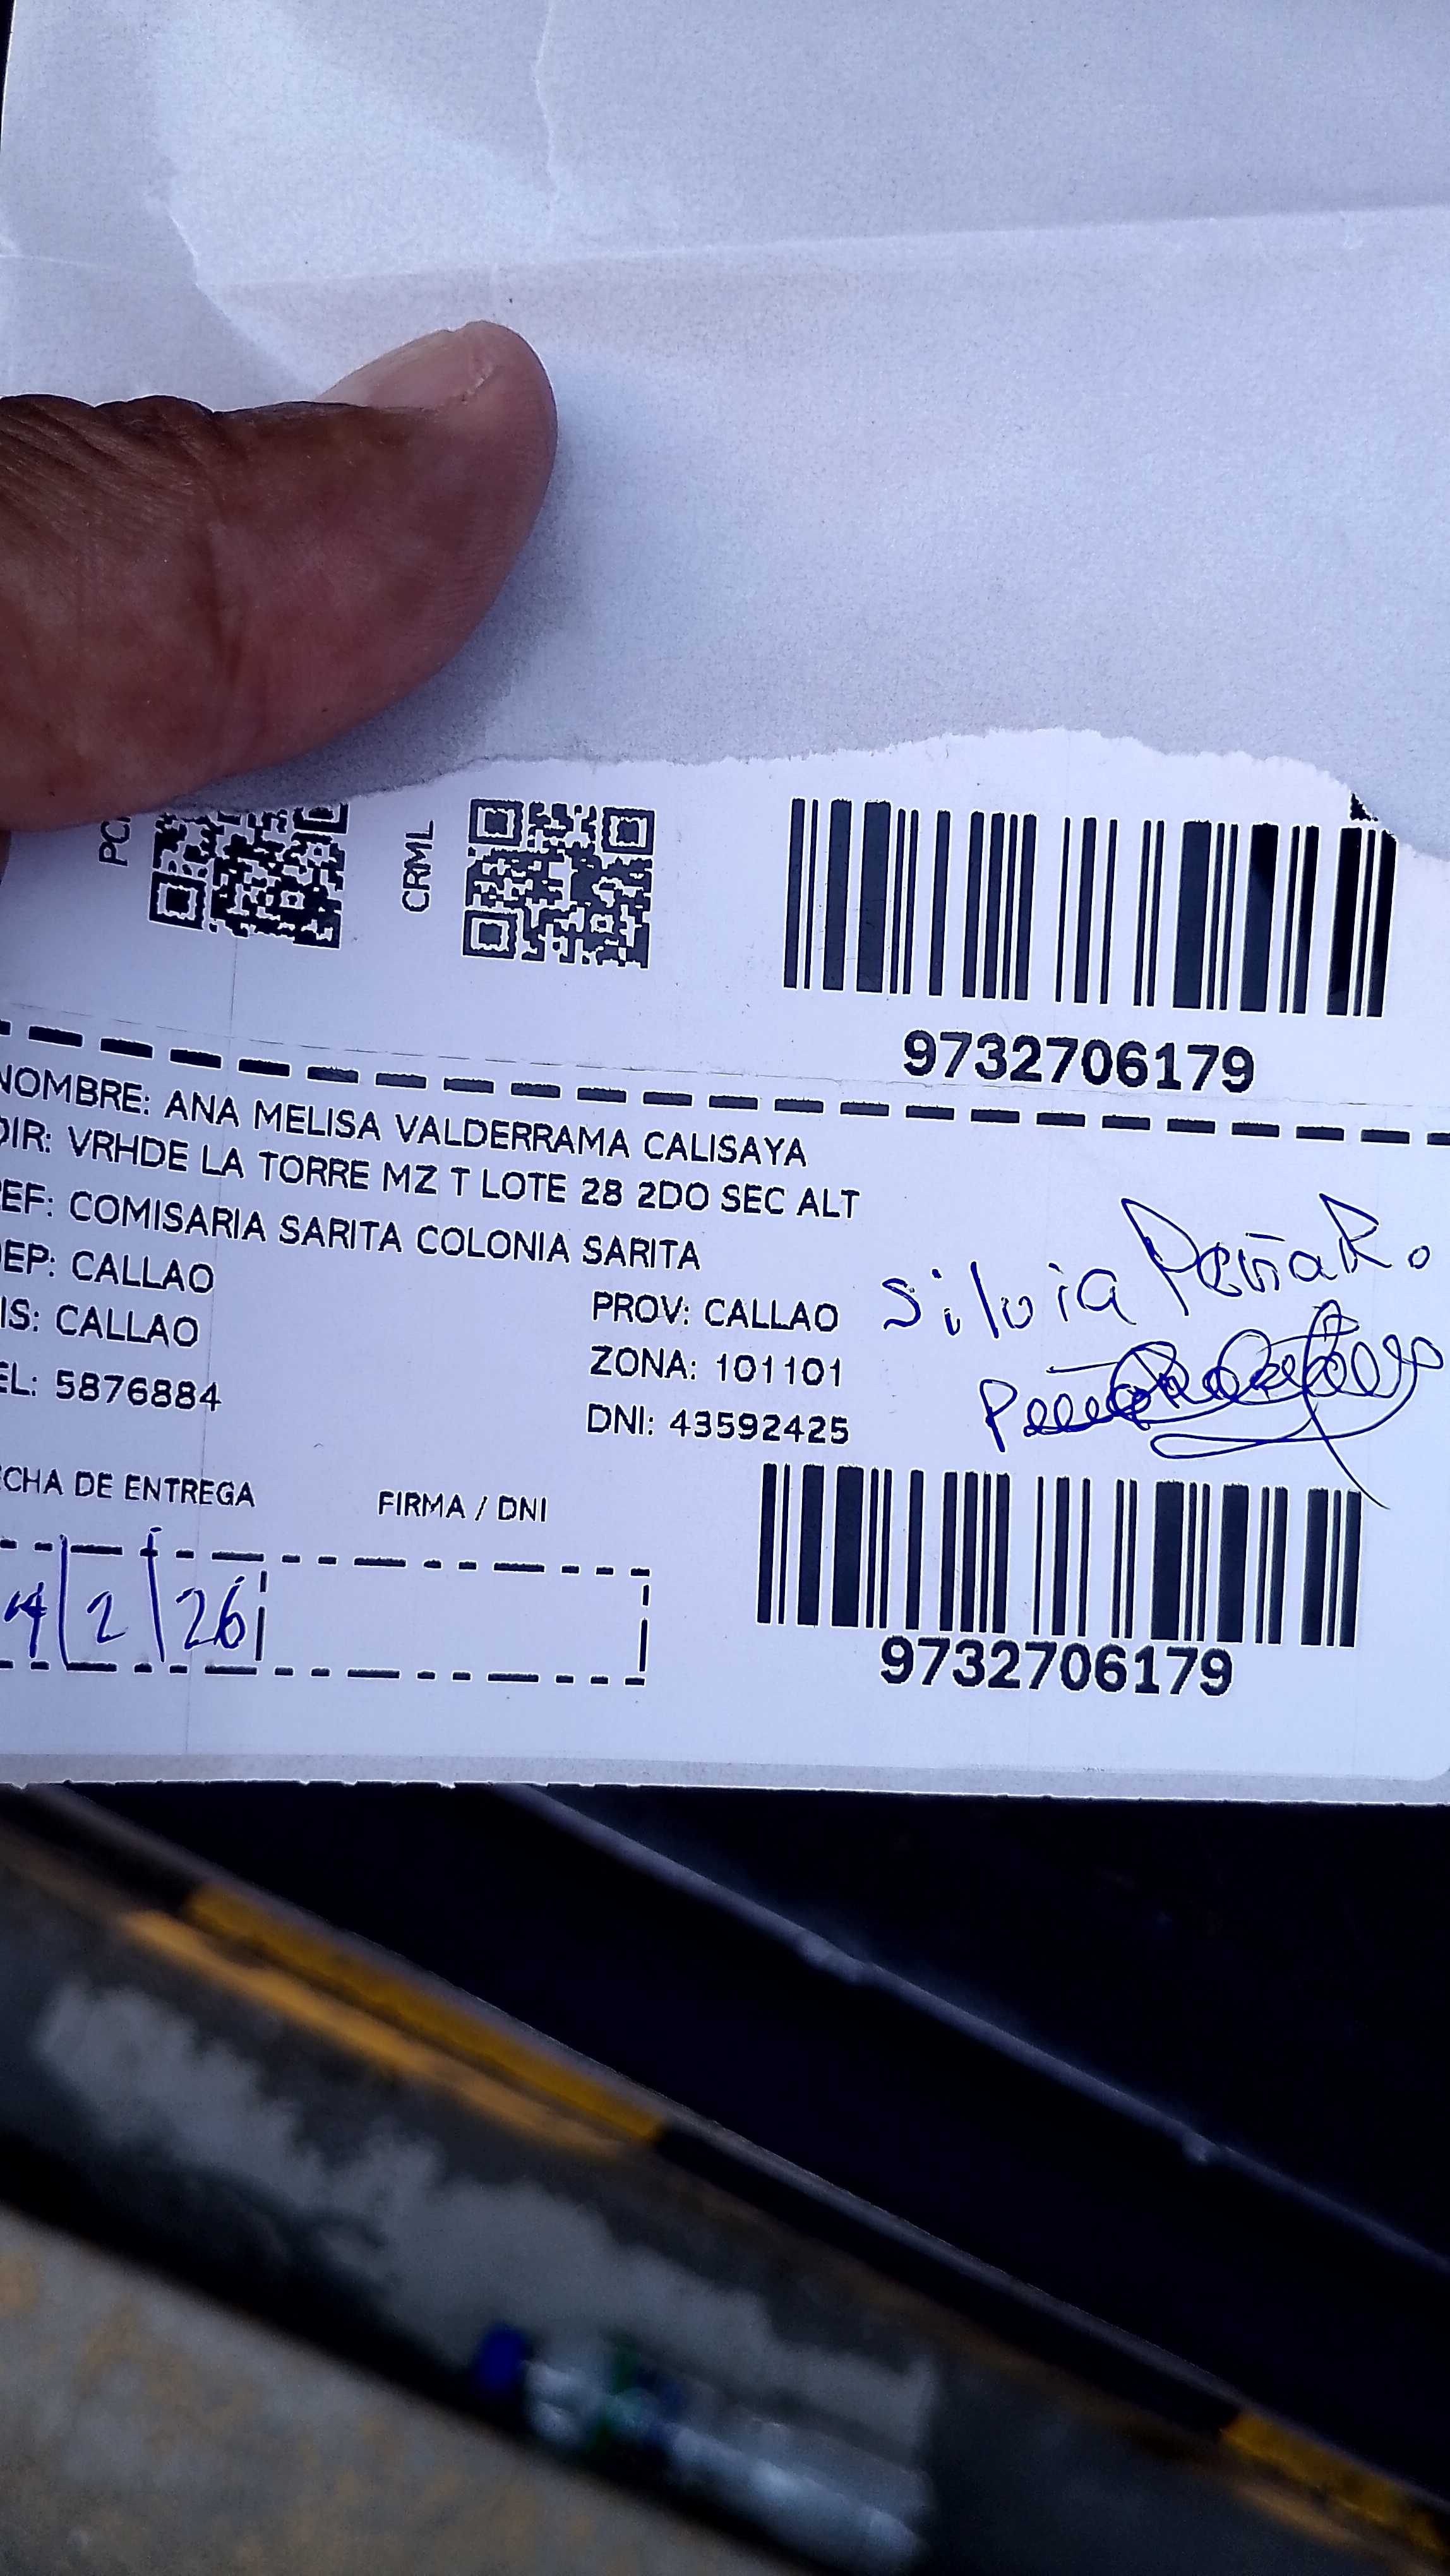 CRML
9732706179
NOMBRE: ANA MELISA VALDERRAMA CALISAYA
DIR: VRHDE LA TORRE MZ T LOTE 28 2DO SEC ALT
EF: COMISARIA SARITA COLONIA SARITA
EP: CALLAO
PROV: CALLAO
Silvia Peña R.
IS: CALLAO
ZONA: 101101
EL: 5876884
DNI: 43592425
CHA DE ENTREGA
FIRMA / DNI
4 2 26
9732706179